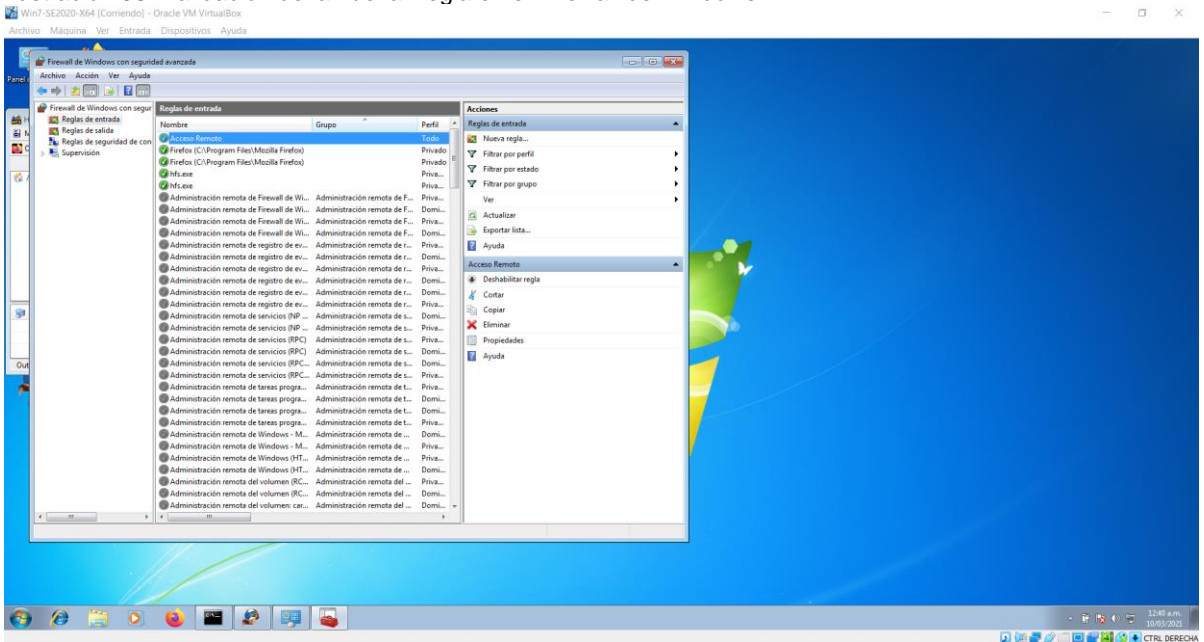 Win7-SE2020-X64 [Corriendo] - Oracle VM VirtualBox
Archivo Máquina Ver Entrada Dispositivos Ayuda
Firewall de Windows con seguridad avanzada
Archivo Acción Ver Ayuda
Firewall de Windows con segur
Reglas de entrada
Reglas de salida
Reglas de seguridad de con
Supervisión
Reglas de entrada
Nombre Grupo Perfil
Acceso Remoto Todo
Firefox (C:\Program Files\Mozilla Firefox) Privado
Firefox (C:\Program Files\Mozilla Firefox) Privado
hfs.exe Priva...
hfs.exe Priva...
Administración remota de Firewall de Wi... Administración remota de F... Priva...
Administración remota de Firewall de Wi... Administración remota de F... Domi...
Administración remota de Firewall de Wi... Administración remota de F... Priva...
Administración remota de Firewall de Wi... Administración remota de F... Domi...
Administración remota de registro de ev... Administración remota de r... Priva...
Administración remota de registro de ev... Administración remota de r... Domi...
Administración remota de registro de ev... Administración remota de r... Priva...
Administración remota de registro de ev... Administración remota de r... Domi...
Administración remota de registro de ev... Administración remota de r... Domi...
Administración remota de registro de ev... Administración remota de r... Priva...
Administración remota de servicios (NP ... Administración remota de s... Domi...
Administración remota de servicios (NP ... Administración remota de s... Priva...
Administración remota de servicios (RPC) Administración remota de s... Priva...
Administración remota de servicios (RPC) Administración remota de s... Domi...
Administración remota de servicios (RPC... Administración remota de s... Domi...
Administración remota de servicios (RPC... Administración remota de s... Priva...
Administración remota de tareas progra... Administración remota de t... Priva...
Administración remota de tareas progra... Administración remota de t... Domi...
Administración remota de tareas progra... Administración remota de t... Domi...
Administración remota de tareas progra... Administración remota de t... Priva...
Administración remota de Windows - M... Administración remota de ... Domi...
Administración remota de Windows - M... Administración remota de ... Priva...
Administración remota de Windows (HT... Administración remota de ... Priva...
Administración remota de Windows (HT... Administración remota de ... Domi...
Administración remota del volumen (RC... Administración remota del ... Priva...
Administración remota del volumen (RC... Administración remota del ... Domi...
Administración remota del volumen: car... Administración remota del ... Domi...
Acciones
Reglas de entrada
Nueva regla...
Filtrar por perfil
Filtrar por estado
Filtrar por grupo
Ver
Actualizar
Exportar lista...
Ayuda
Acceso Remoto
Deshabilitar regla
Cortar
Copiar
Eliminar
Propiedades
Ayuda
Panel
Out
12:40 a.m.
10/03/2021
CTRL DERECHA